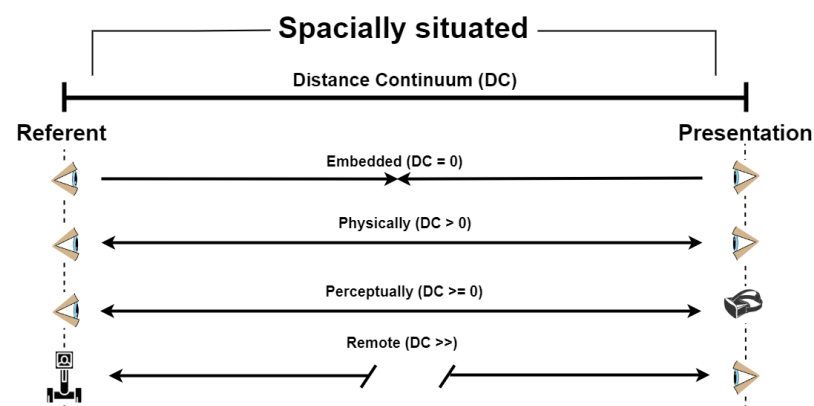 Spacially situated
Distance Continuum (DC)
Referent
Presentation
Embedded (DC = 0)
Physically (DC > 0)
Perceptually (DC >= 0)
Remote (DC >>)